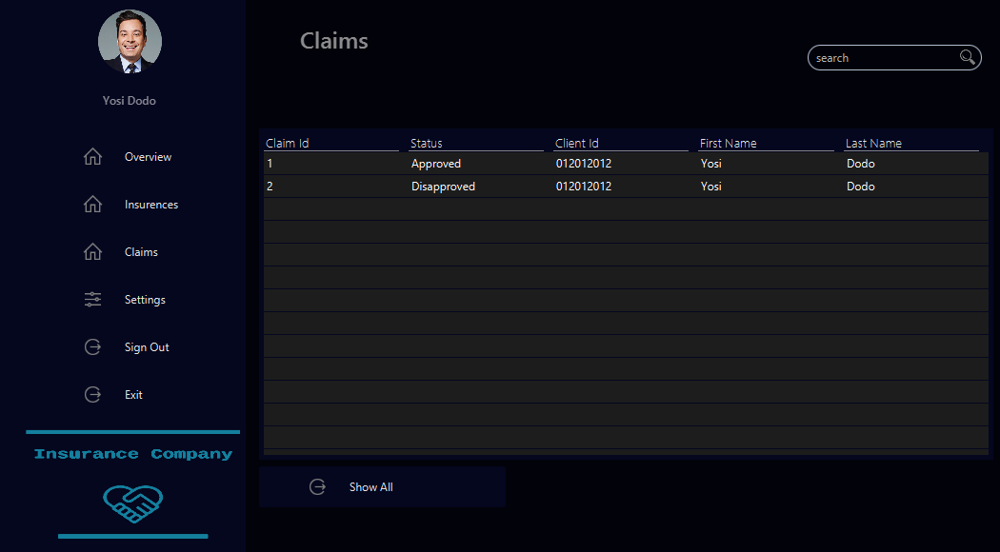 Yosi Dodo
Overview
Insurences
Claims
Settings
Sign Out
Exit
Insurance Company
Claims
search
Claim Id Status Client Id First Name Last Name
1 Approved 012012012 Yosi Dodo
2 Disapproved 012012012 Yosi Dodo
Show All